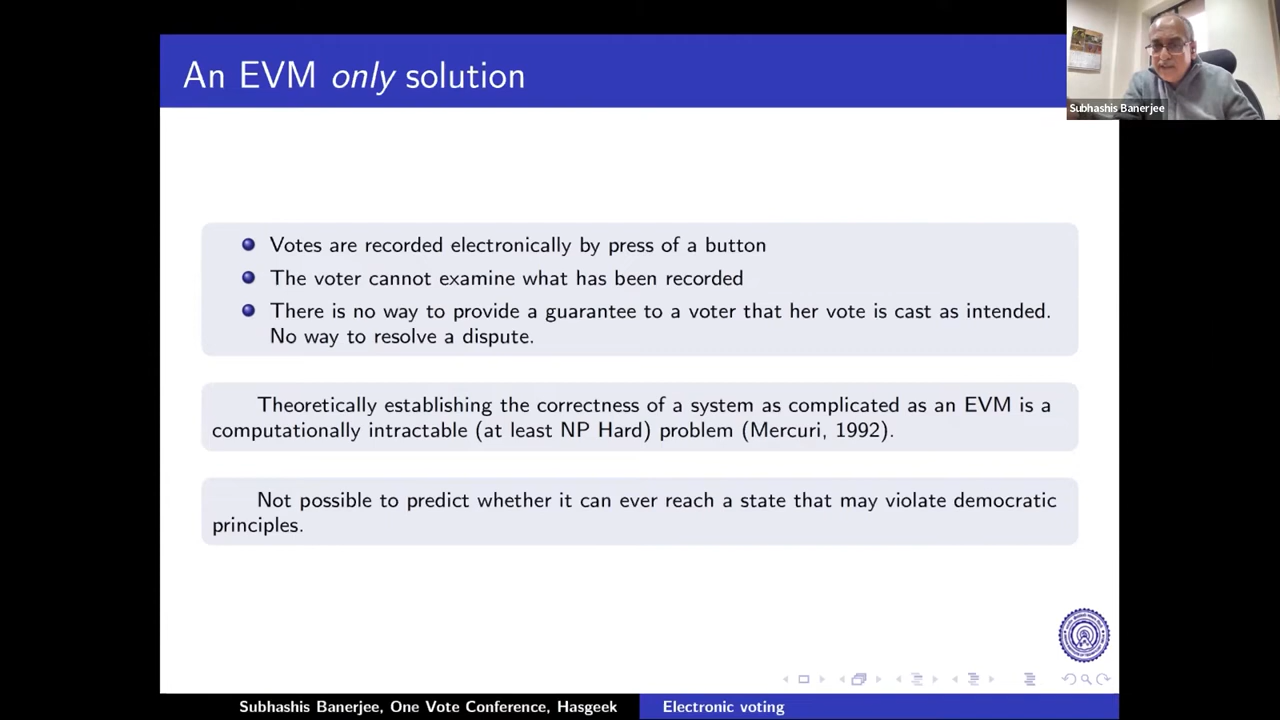 An EVM only solution
Subhashis Banerjee
Votes are recorded electronically by press of a button
The voter cannot examine what has been recorded
There is no way to provide a guarantee to a voter that her vote is cast as intended.
No way to resolve a dispute.
Theoretically establishing the correctness of a system as complicated as an EVM is a
computationally intractable (at least NP Hard) problem (Mercuri, 1992).
Not possible to predict whether it can ever reach a state that may violate democratic
principles.
Subhashis Banerjee, One Vote Conference, Hasgeek
Electronic voting